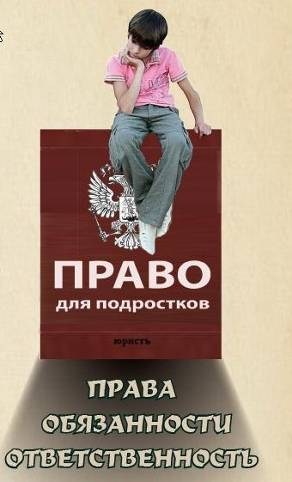 ПРАВО
для подростков
юристъ
ПРАВА
ОБЯЗАННОСТИ
ОТВЕТСТВЕННОСТЬ